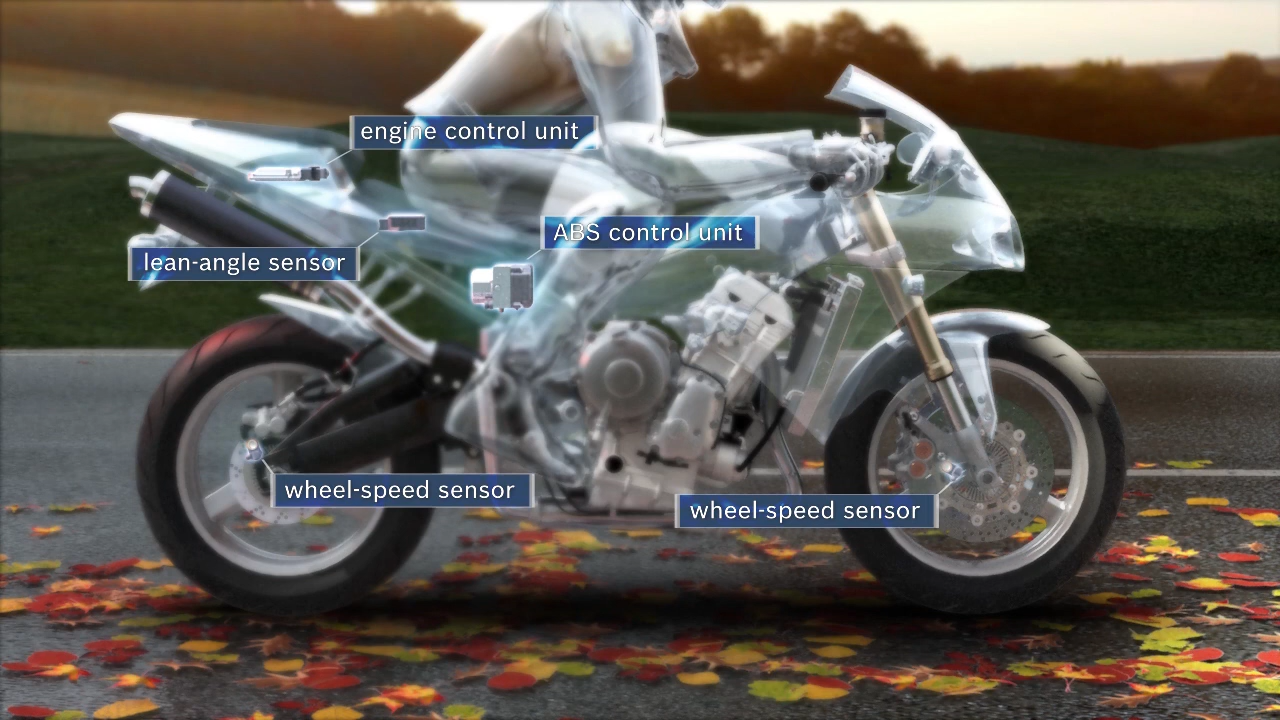 engine control unit
ABS control unit
lean-angle sensor
wheel-speed sensor
wheel-speed sensor